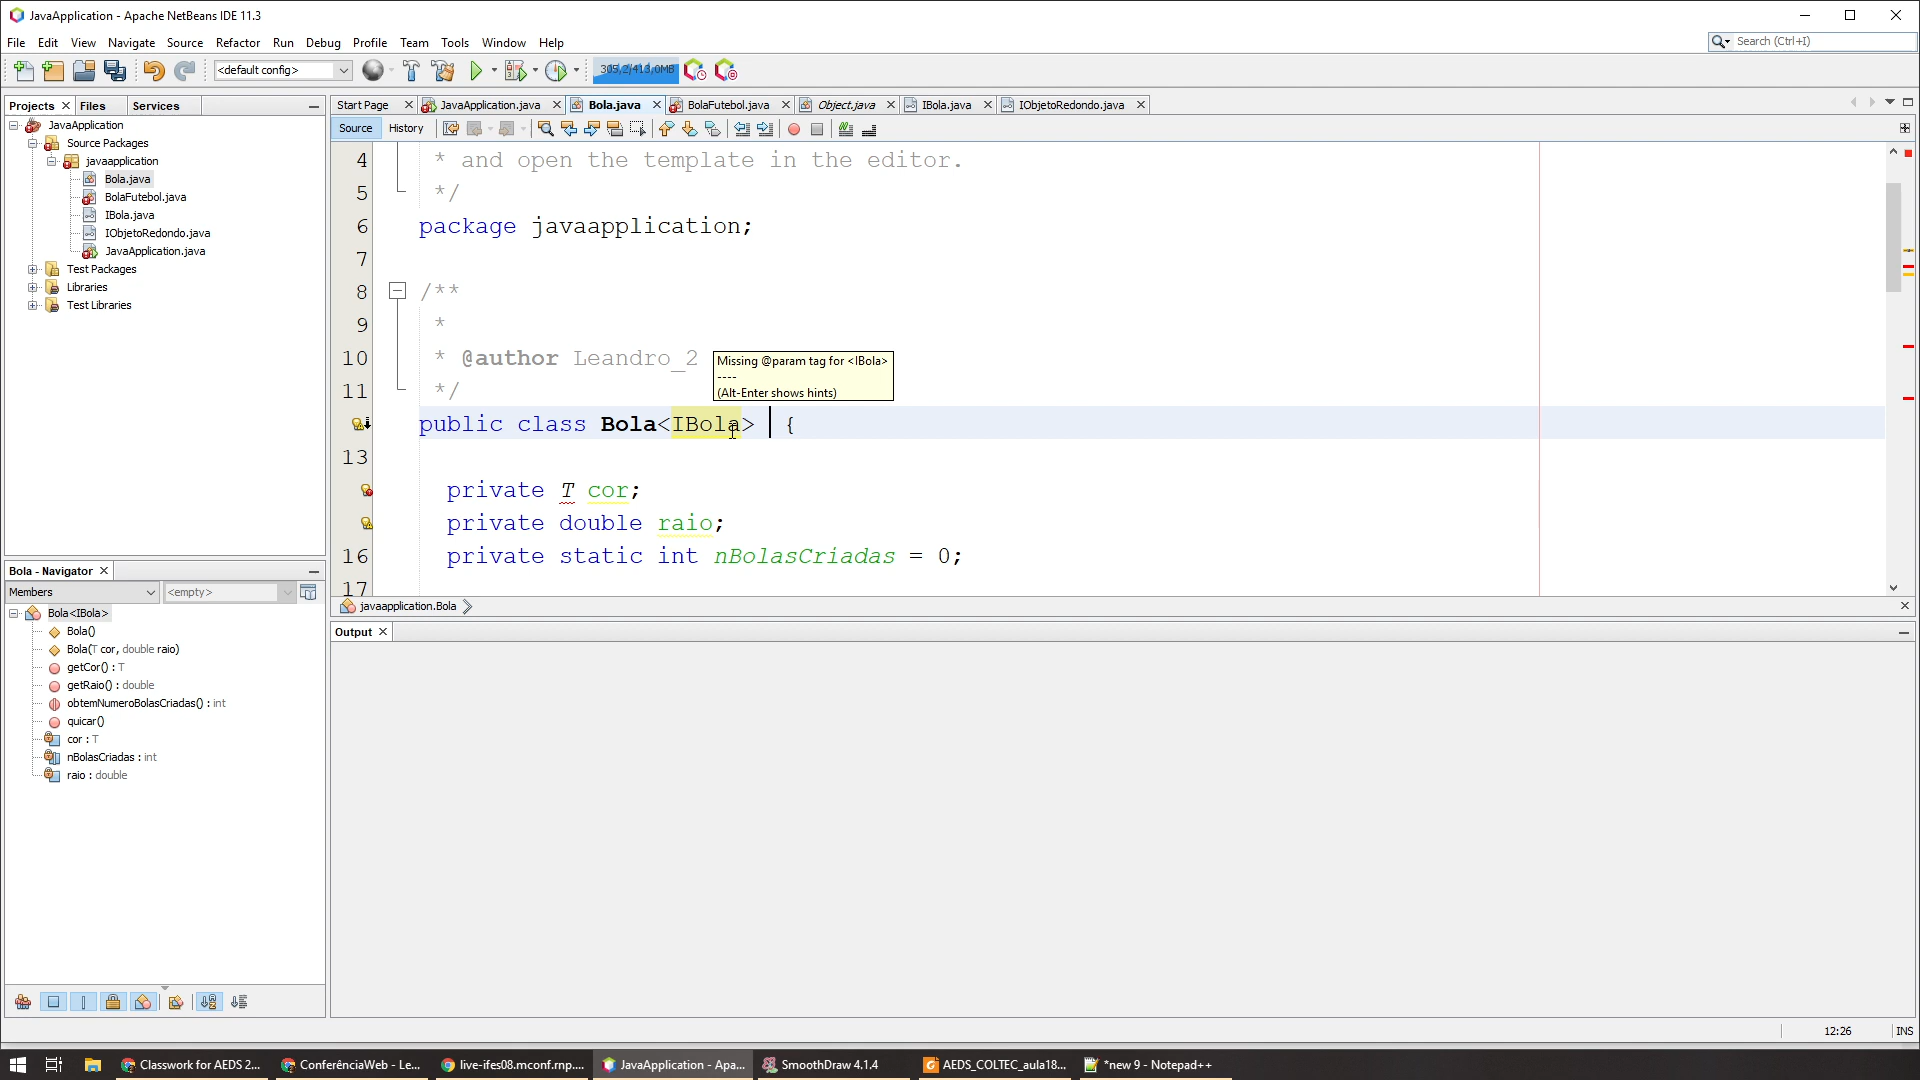 JavaApplication - Apache NetBeans IDE 11.3
File Edit View Navigate Source Refactor Run Debug Profile Team Tools Window Help
Search (Ctrl+I)
<default config>
305,2/413,0MB
Projects Files Services
Start Page JavaApplication.java Bola.java BolaFutebol.java Object.java IBola.java IObjetoRedondo.java
Source History
JavaApplication
Source Packages
javaapplication
Bola.java
BolaFutebol.java
IBola.java
IObjetoRedondo.java
JavaApplication.java
Test Packages
Libraries
Test Libraries
4 * and open the template in the editor.
5 */
6 package javaapplication;
7
8 /**
9 *
10 * @author Leandro_2
11 */
Missing @param tag for <IBola>
----
(Alt-Enter shows hints)
public class Bola<IBola> {
13
private T cor;
private double raio;
16 private static int nBolasCriadas = 0;
17
javaapplication.Bola
Bola - Navigator
Members <empty>
Bola<IBola>
Bola()
Bola(T cor, double raio)
getCor() : T
getRaio() : double
obtemNumeroBolasCriadas() : int
quicar()
cor : T
nBolasCriadas : int
raio : double
Output
12:26 INS
Classwork for AEDS 2... ConferênciaWeb - Le... live-ifes08.mconf.rnp.... JavaApplication - Apa... SmoothDraw 4.1.4 AEDS_COLTEC_aula18... *new 9 - Notepad++